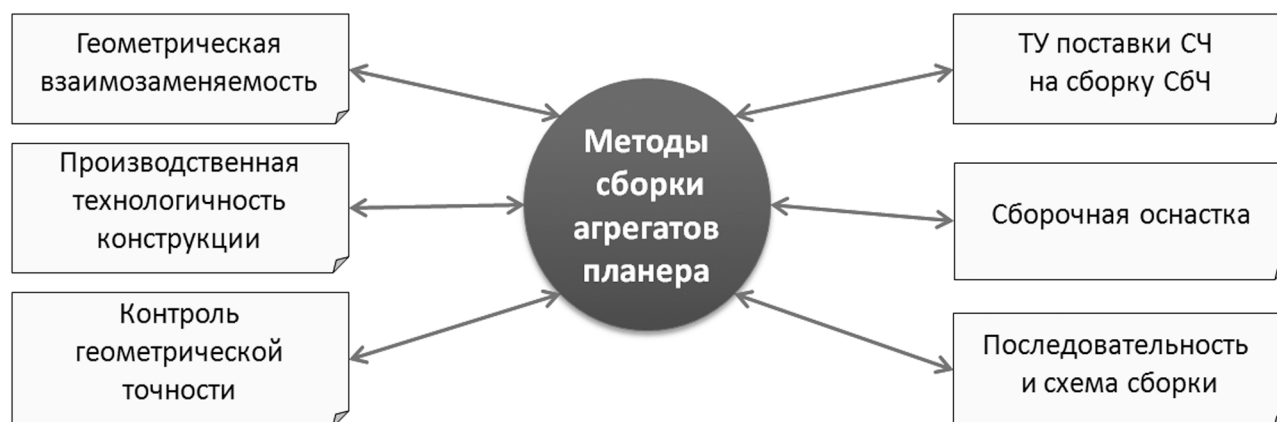 Геометрическая
взаимозаменяемость
Производственная
технологичность
конструкции
Контроль
геометрической
точности
Методы
сборки
агрегатов
планера
ТУ поставки СЧ
на сборку СбЧ
Сборочная оснастка
Последовательность
и схема сборки